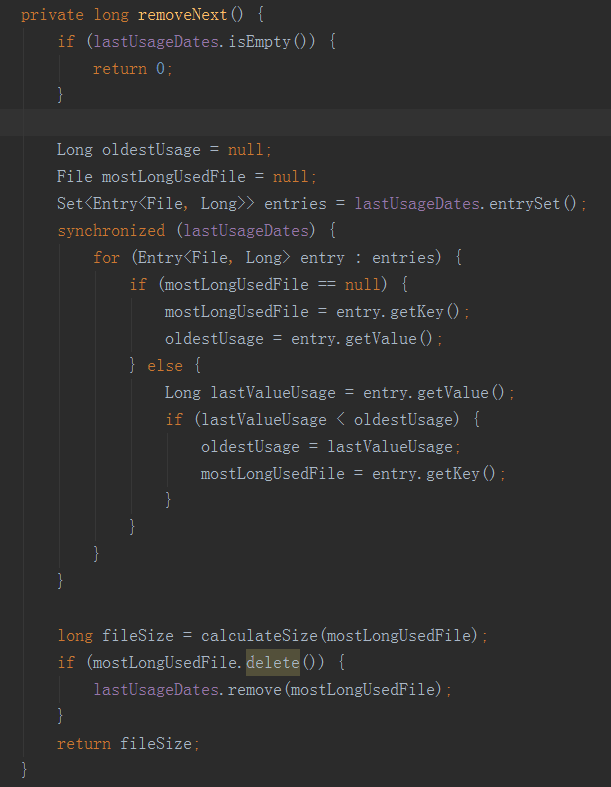 private long removeNext() {
    if (lastUsageDates.isEmpty()) {
        return 0;
    }

    Long oldestUsage = null;
    File mostLongUsedFile = null;
    Set<Entry<File, Long>> entries = lastUsageDates.entrySet();
    synchronized (lastUsageDates) {
        for (Entry<File, Long> entry : entries) {
            if (mostLongUsedFile == null) {
                mostLongUsedFile = entry.getKey();
                oldestUsage = entry.getValue();
            } else {
                Long lastValueUsage = entry.getValue();
                if (lastValueUsage < oldestUsage) {
                    oldestUsage = lastValueUsage;
                    mostLongUsedFile = entry.getKey();
                }
            }
        }
    }

    long fileSize = calculateSize(mostLongUsedFile);
    if (mostLongUsedFile.delete()) {
        lastUsageDates.remove(mostLongUsedFile);
    }
    return fileSize;
}